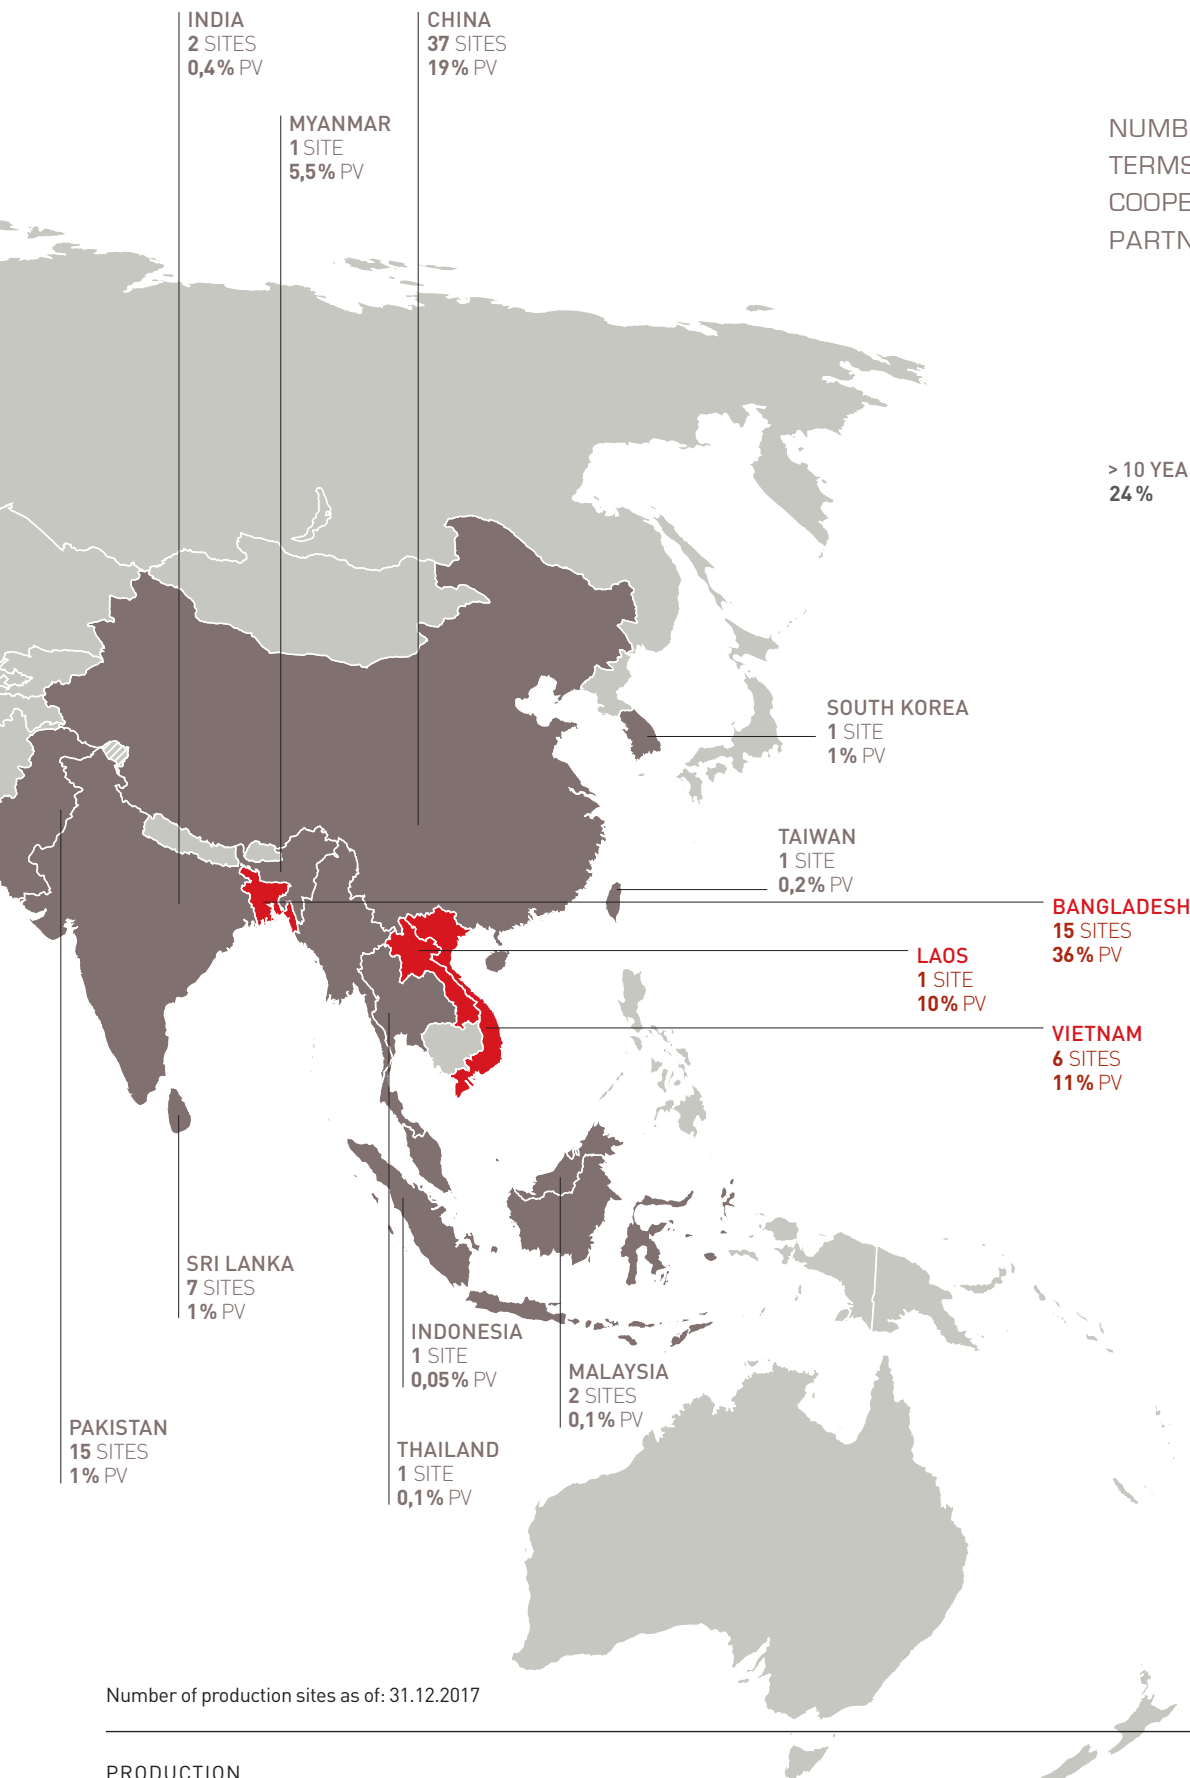 INDIA
2 SITES
0,4% PV
CHINA
37 SITES
19% PV
MYANMAR
1 SITE
5,5% PV
NUMB
TERMS
COOPE
PARTN
> 10 YEA
24%
SOUTH KOREA
1 SITE
1% PV
TAIWAN
1 SITE
0,2% PV
BANGLADESH
15 SITES
36% PV
LAOS
1 SITE
10% PV
VIETNAM
6 SITES
11% PV
SRI LANKA
7 SITES
1% PV
INDONESIA
1 SITE
0,05% PV
MALAYSIA
2 SITES
0,1% PV
PAKISTAN
15 SITES
1% PV
THAILAND
1 SITE
0,1% PV
Number of production sites as of: 31.12.2017
PRODUCTION